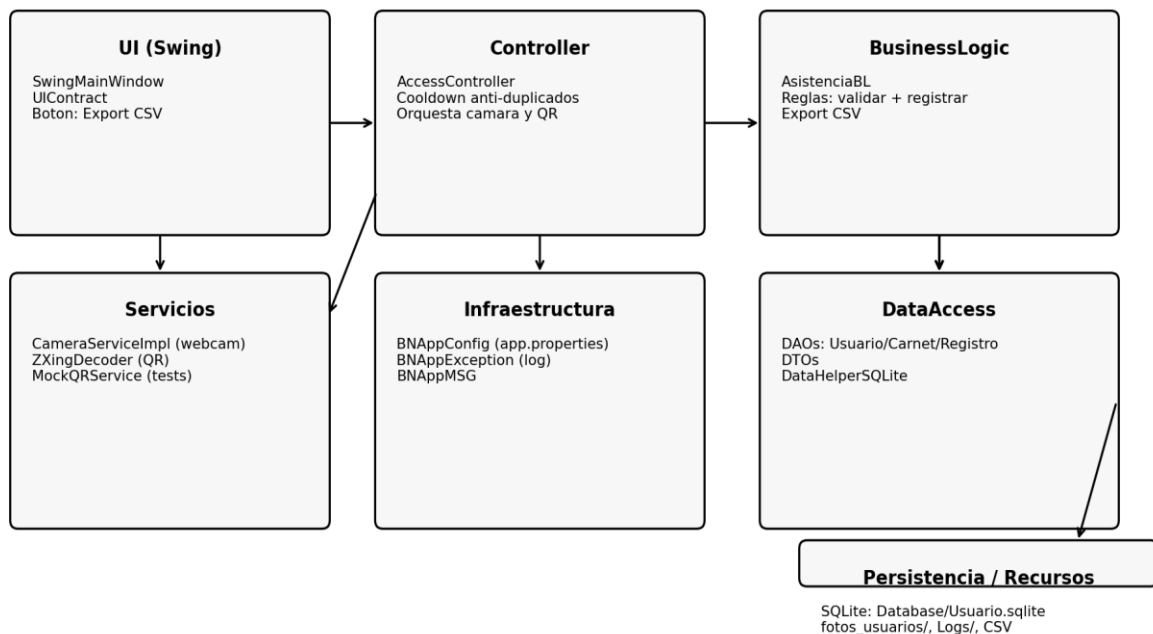 UI (Swing)
SwingMainWindow
UIContract
Boton: Export CSV
Controller
AccessController
Cooldown anti-duplicados
Orquesta camara y QR
BusinessLogic
AsistenciaBL
Reglas: validar + registrar
Export CSV
Servicios
CameraServiceImpl (webcam)
ZXingDecoder (QR)
MockQRService (tests)
Infraestructura
BNAppConfig (app.properties)
BNAppException (log)
BNAppMSG
DataAccess
DAOs: Usuario/Carnet/Registro
DTOs
DataHelperSQLite
Persistencia / Recursos
SQLite: Database/Usuario.sqlite
fotos_usuarios/, Logs/, CSV